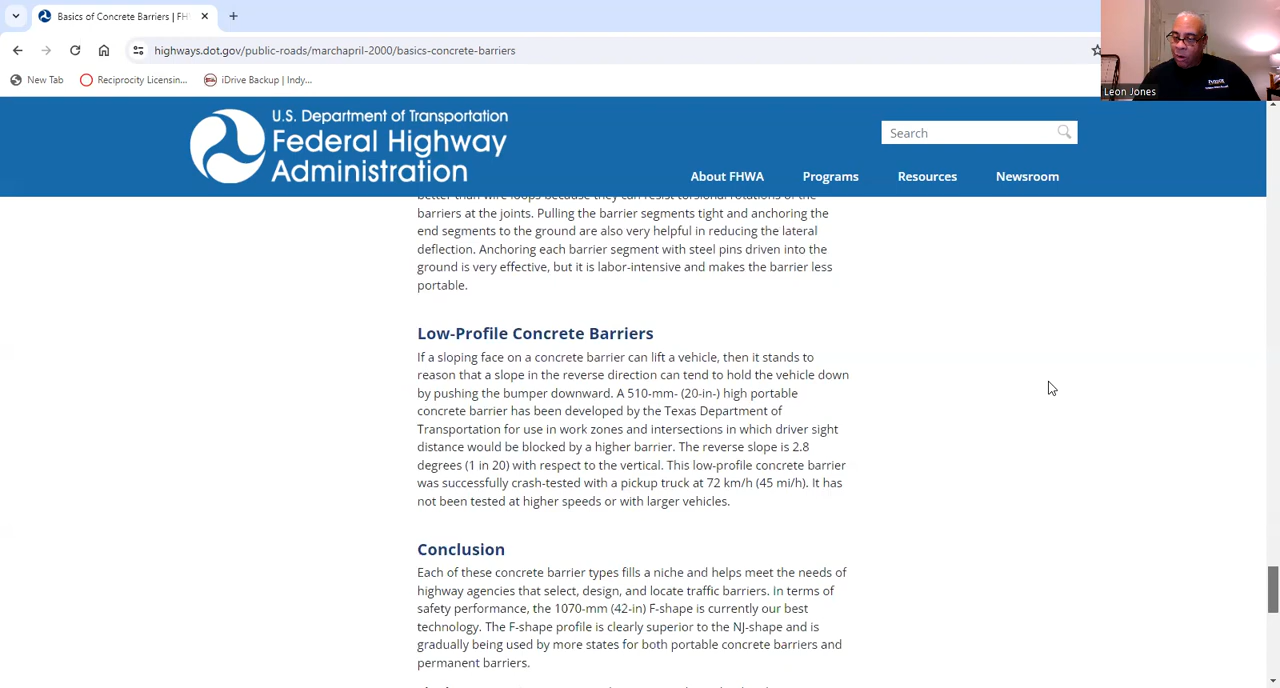 Basics of Concrete Barriers | FH
highways.dot.gov/public-roads/marchapril-2000/basics-concrete-barriers
New Tab
Reciprocity Licensin...
iDrive Backup | Indy...
Leon Jones
U.S. Department of Transportation
Federal Highway
Administration
Search
About FHWA
Programs
Resources
Newsroom
better than wire loops because they can resist torsional rotations of the
barriers at the joints. Pulling the barrier segments tight and anchoring the
end segments to the ground are also very helpful in reducing the lateral
deflection. Anchoring each barrier segment with steel pins driven into the
ground is very effective, but it is labor-intensive and makes the barrier less
portable.
Low-Profile Concrete Barriers
If a sloping face on a concrete barrier can lift a vehicle, then it stands to
reason that a slope in the reverse direction can tend to hold the vehicle down
by pushing the bumper downward. A 510-mm- (20-in-) high portable
concrete barrier has been developed by the Texas Department of
Transportation for use in work zones and intersections in which driver sight
distance would be blocked by a higher barrier. The reverse slope is 2.8
degrees (1 in 20) with respect to the vertical. This low-profile concrete barrier
was successfully crash-tested with a pickup truck at 72 km/h (45 mi/h). It has
not been tested at higher speeds or with larger vehicles.
Conclusion
Each of these concrete barrier types fills a niche and helps meet the needs of
highway agencies that select, design, and locate traffic barriers. In terms of
safety performance, the 1070-mm (42-in) F-shape is currently our best
technology. The F-shape profile is clearly superior to the NJ-shape and is
gradually being used by more states for both portable concrete barriers and
permanent barriers.